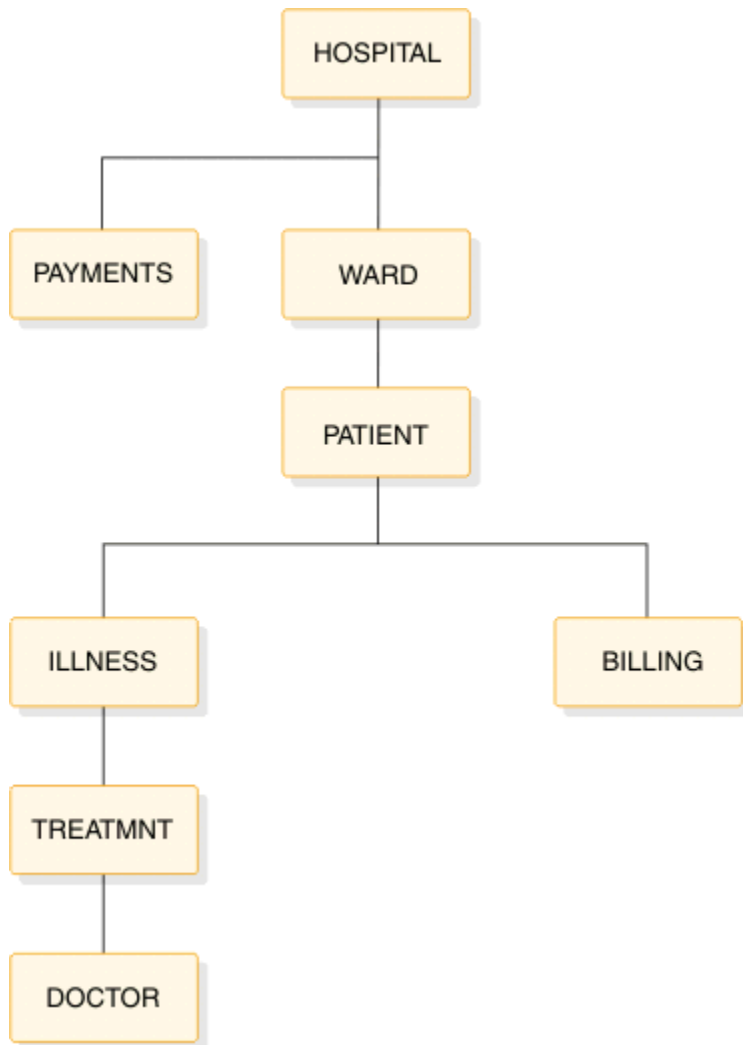 HOSPITAL
PAYMENTS
WARD
PATIENT
ILLNESS
BILLING
TREATMNT
DOCTOR